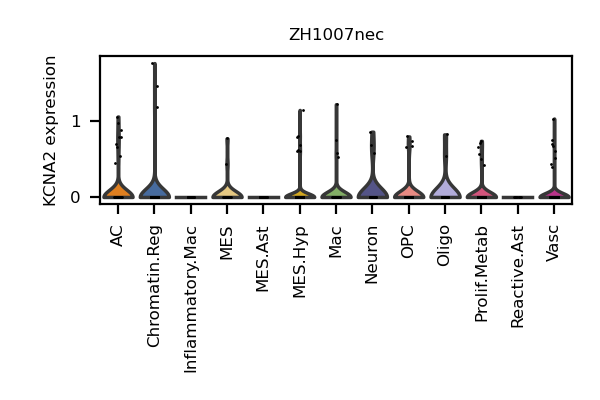 ZH1007nec
KCNA2 expression
1
0
AC
Chromatin.Reg
Inflammatory.Mac
MES
MES.Ast
MES.Hyp
Mac
Neuron
OPC
Oligo
Prolif.Metab
Reactive.Ast
Vasc